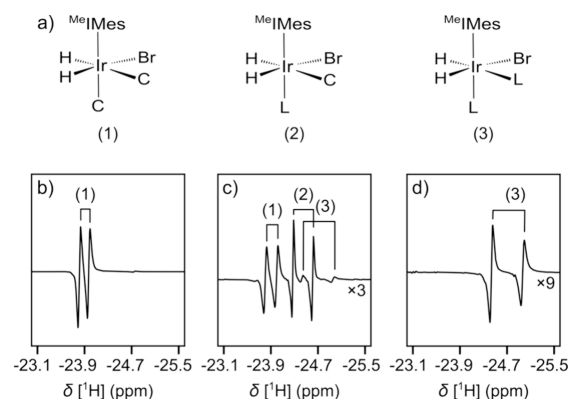 a)
MeIMes MeIMes MeIMes
H Br H Br H Br
Ir Ir Ir
H C H C H L
C L L
(1) (2) (3)
b) (1) c) (1) (2) (3) d) (3)
×3 ×9
-23.1 -23.9 -24.7 -25.5 -23.1 -23.9 -24.7 -25.5 -23.1 -23.9 -24.7 -25.5
δ [¹H] (ppm) δ [¹H] (ppm) δ [¹H] (ppm)